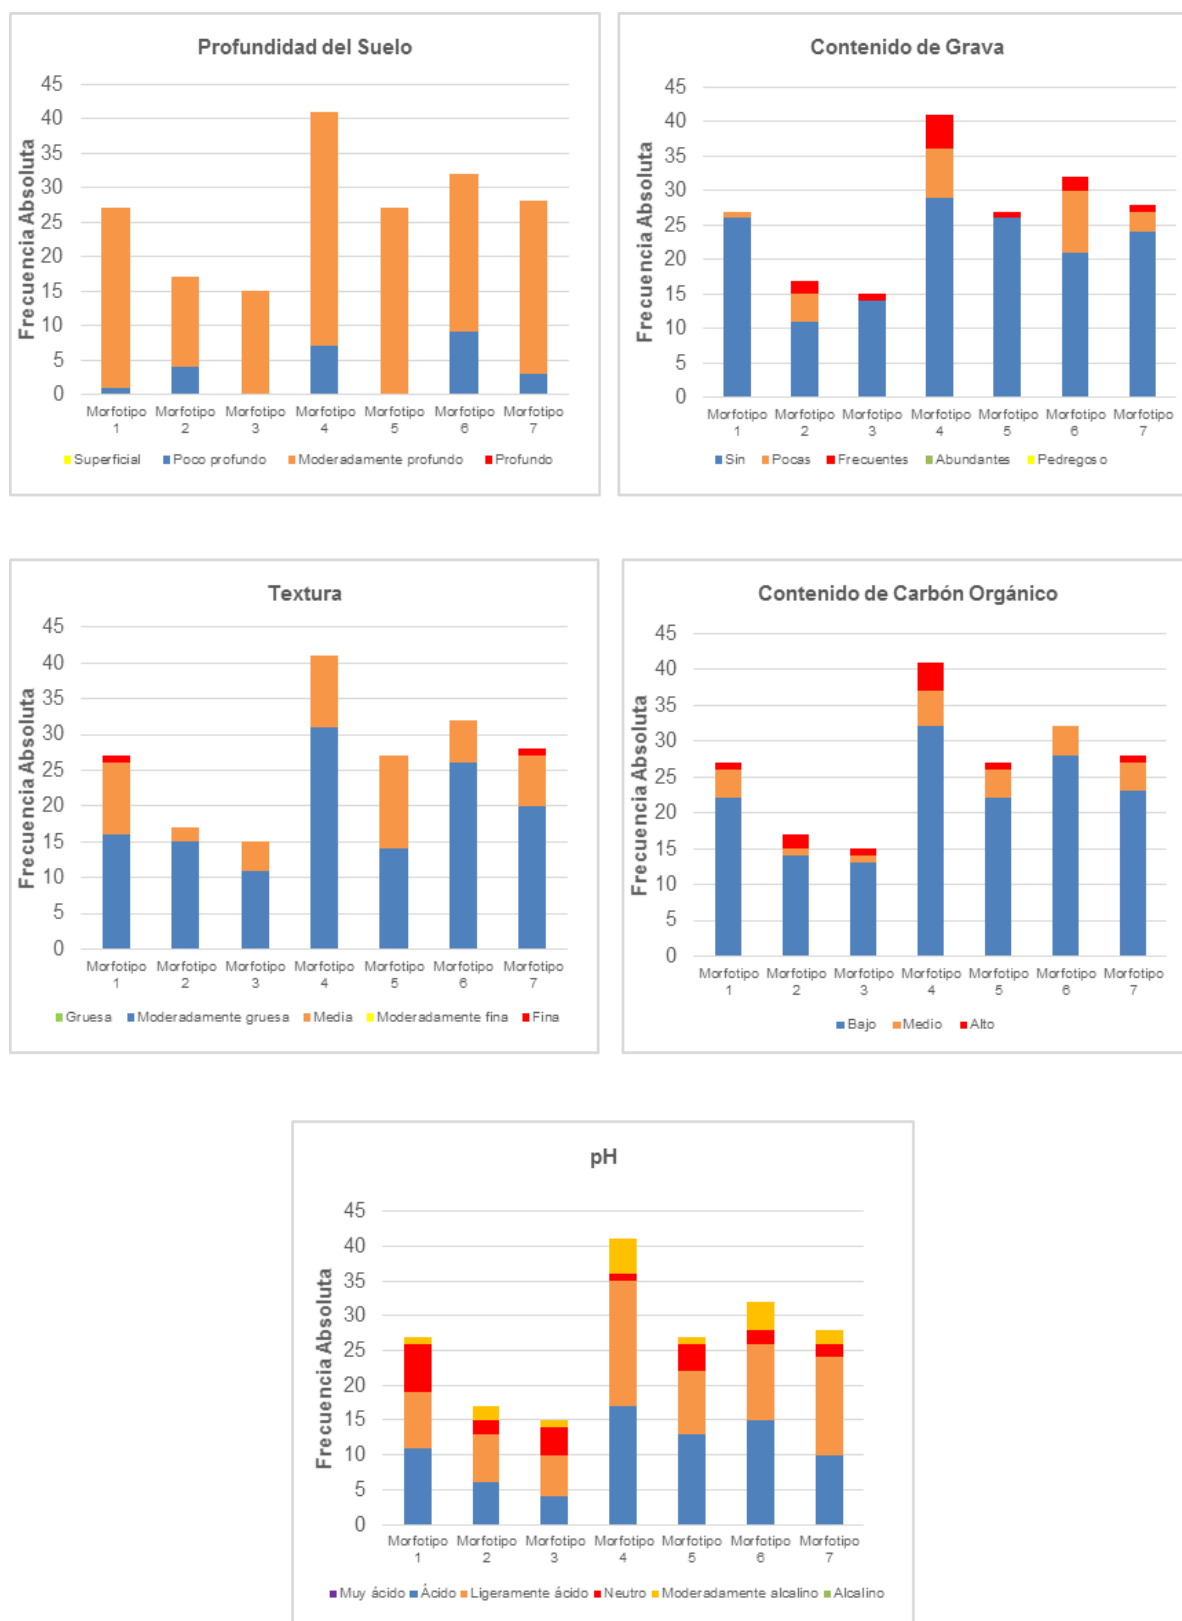 Profundidad del Suelo
Frecuencia Absoluta
45
40
35
30
25
20
15
10
5
0
Morfotipo Morfotipo Morfotipo Morfotipo Morfotipo Morfotipo Morfotipo
1 2 3 4 5 6 7
Superficial Poco profundo Moderadamente profundo Profundo
Contenido de Grava
Frecuencia Absoluta
45
40
35
30
25
20
15
10
5
0
Morfotipo Morfotipo Morfotipo Morfotipo Morfotipo Morfotipo Morfotipo
1 2 3 4 5 6 7
Sin Pocas Frecuentes Abundantes Pedregoso
Textura
Frecuencia Absoluta
45
40
35
30
25
20
15
10
5
0
Morfotipo Morfotipo Morfotipo Morfotipo Morfotipo Morfotipo Morfotipo
1 2 3 4 5 6 7
Gruesa Moderadamente gruesa Media Moderadamente fina Fina
Contenido de Carbón Orgánico
Frecuencia Absoluta
45
40
35
30
25
20
15
10
5
0
Morfotipo Morfotipo Morfotipo Morfotipo Morfotipo Morfotipo Morfotipo
1 2 3 4 5 6 7
Bajo Medio Alto
pH
Frecuencia Absoluta
45
40
35
30
25
20
15
10
5
0
Morfotipo Morfotipo Morfotipo Morfotipo Morfotipo Morfotipo Morfotipo
1 2 3 4 5 6 7
Muy ácido Ácido Ligeramente ácido Neutro Moderadamente alcalino Alcalino